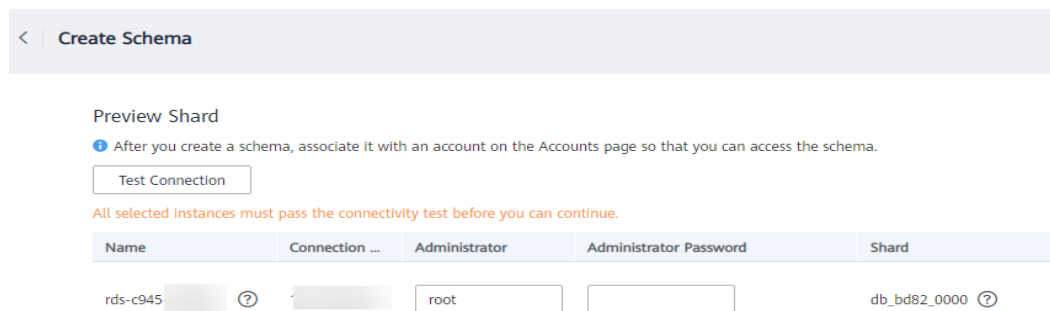 Create Schema
Preview Shard
After you create a schema, associate it with an account on the Accounts page so that you can access the schema.
Test Connection
All selected instances must pass the connectivity test before you can continue.
Name Connection ... Administrator Administrator Password Shard
rds-c945 root db_bd82_0000